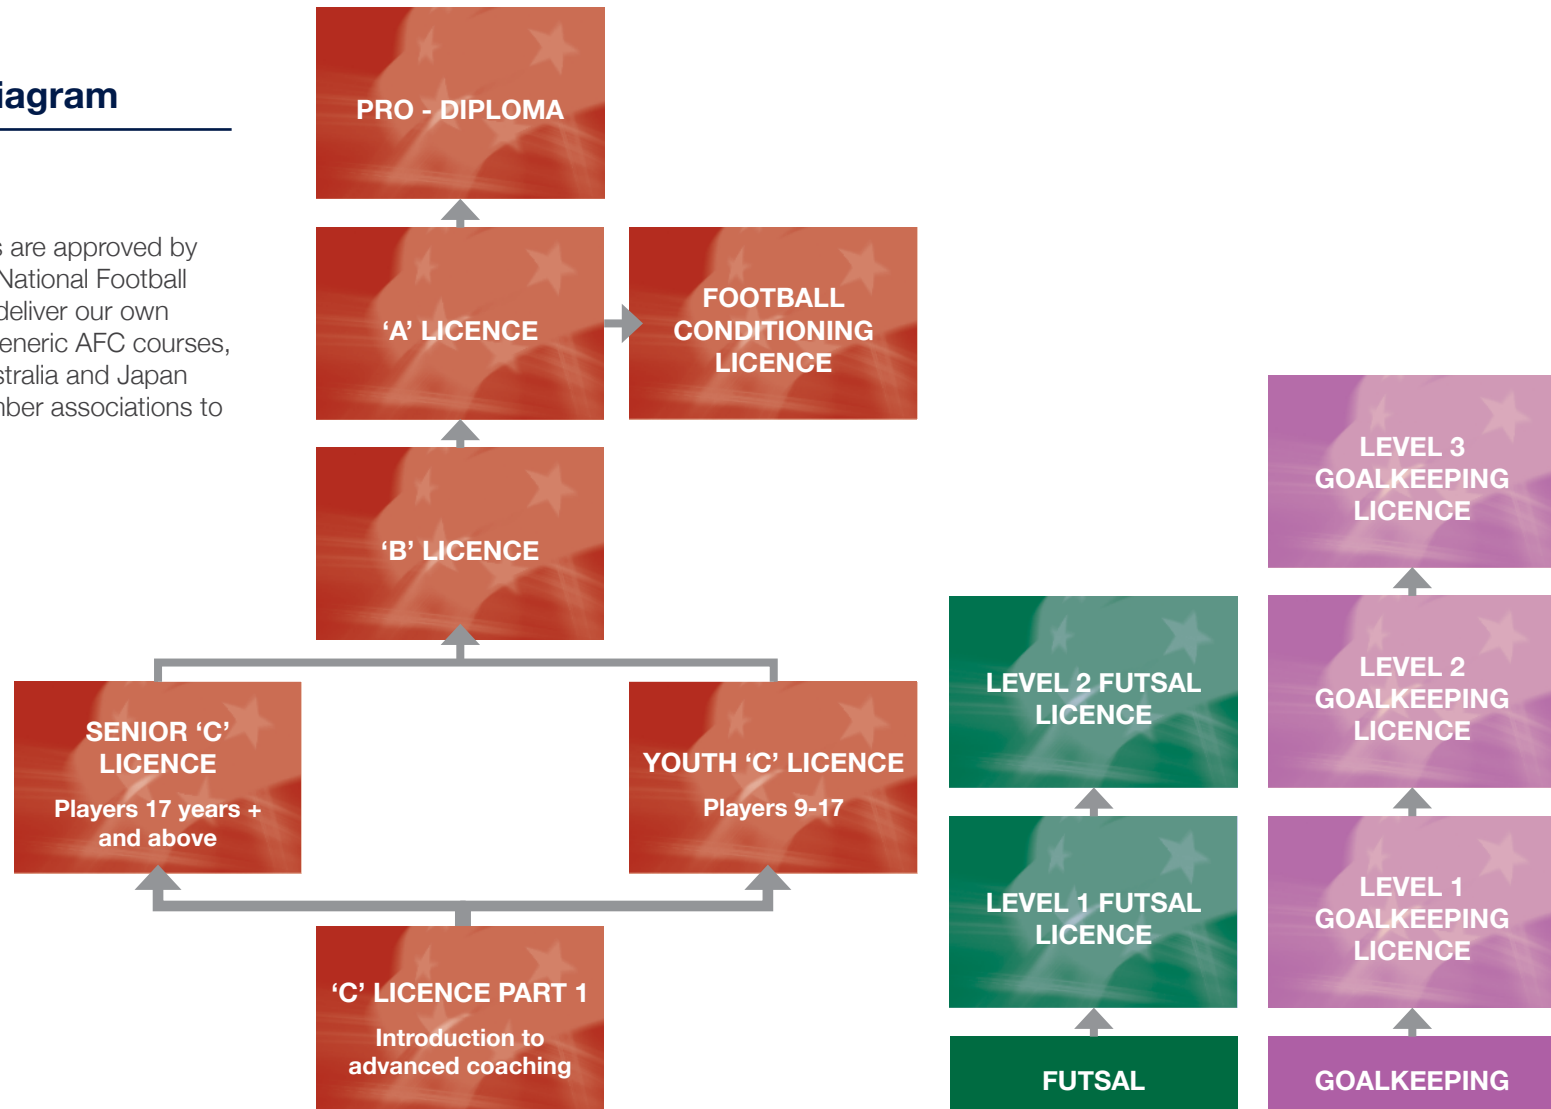 iagram
s are approved by
National Football
deliver our own
eneric AFC courses,
stralia and Japan
nber associations to
PRO - DIPLOMA
‘A’ LICENCE
FOOTBALL
CONDITIONING
LICENCE
‘B’ LICENCE
SENIOR ‘C’
LICENCE
Players 17 years +
and above
YOUTH ‘C’ LICENCE
Players 9-17
‘C’ LICENCE PART 1
Introduction to
advanced coaching
LEVEL 2 FUTSAL
LICENCE
LEVEL 1 FUTSAL
LICENCE
FUTSAL
LEVEL 3
GOALKEEPING
LICENCE
LEVEL 2
GOALKEEPING
LICENCE
LEVEL 1
GOALKEEPING
LICENCE
GOALKEEPING